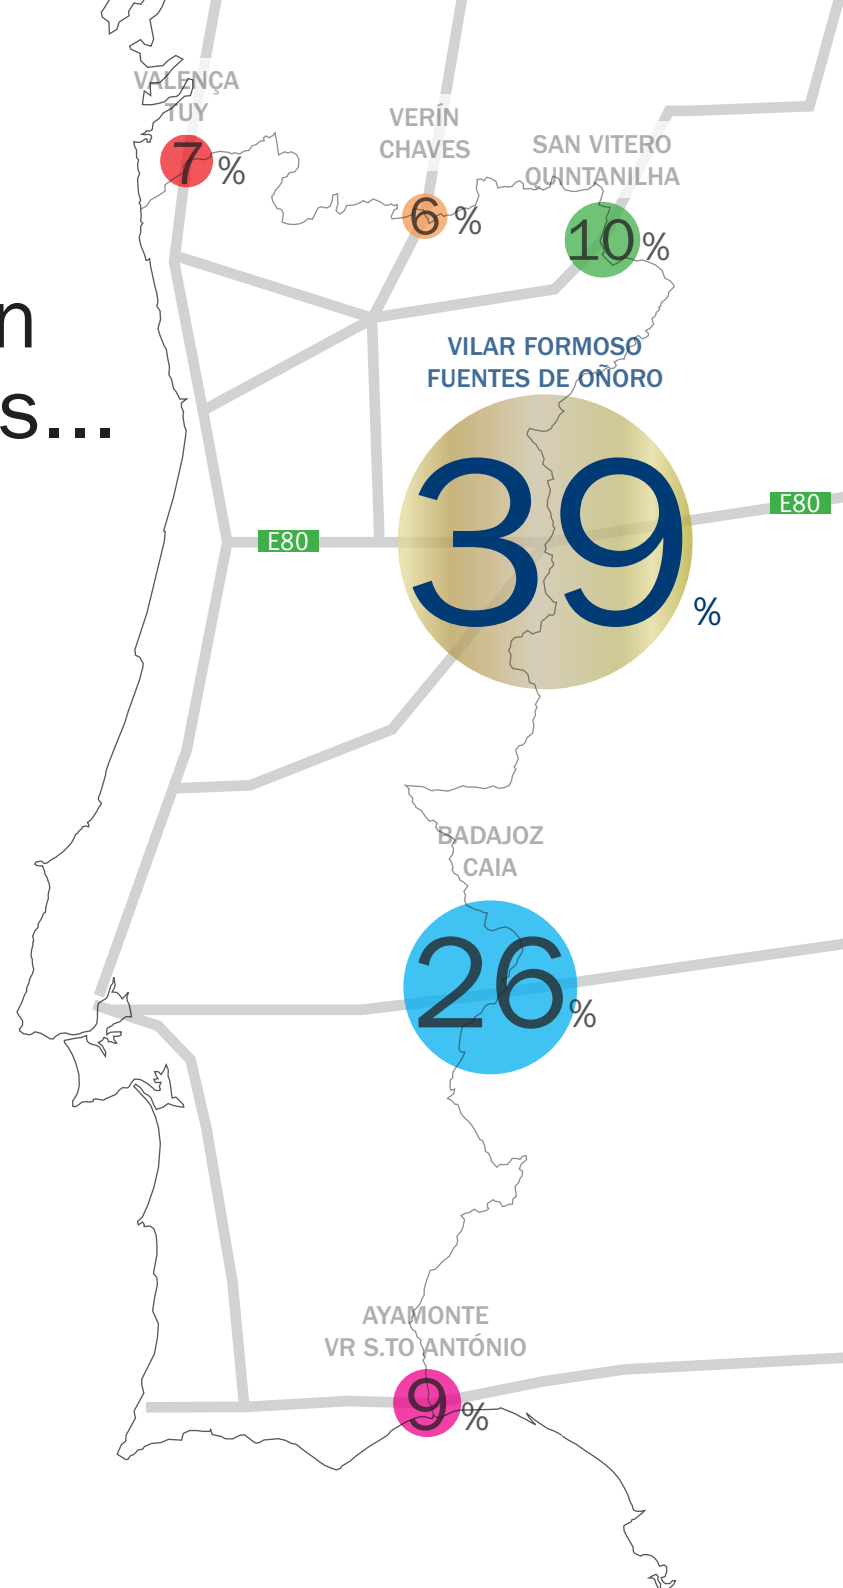 VALENÇA
TUY
7 %
VERÍN
CHAVES
6 %
SAN VITERO
QUINTANILHA
10 %
n
s...
VILAR FORMOSO
FUENTES DE OÑORO
39 %
E80
E80
BADAJOZ
CAIA
26 %
AYAMONTE
VR S.TO ANTÓNIO
9 %